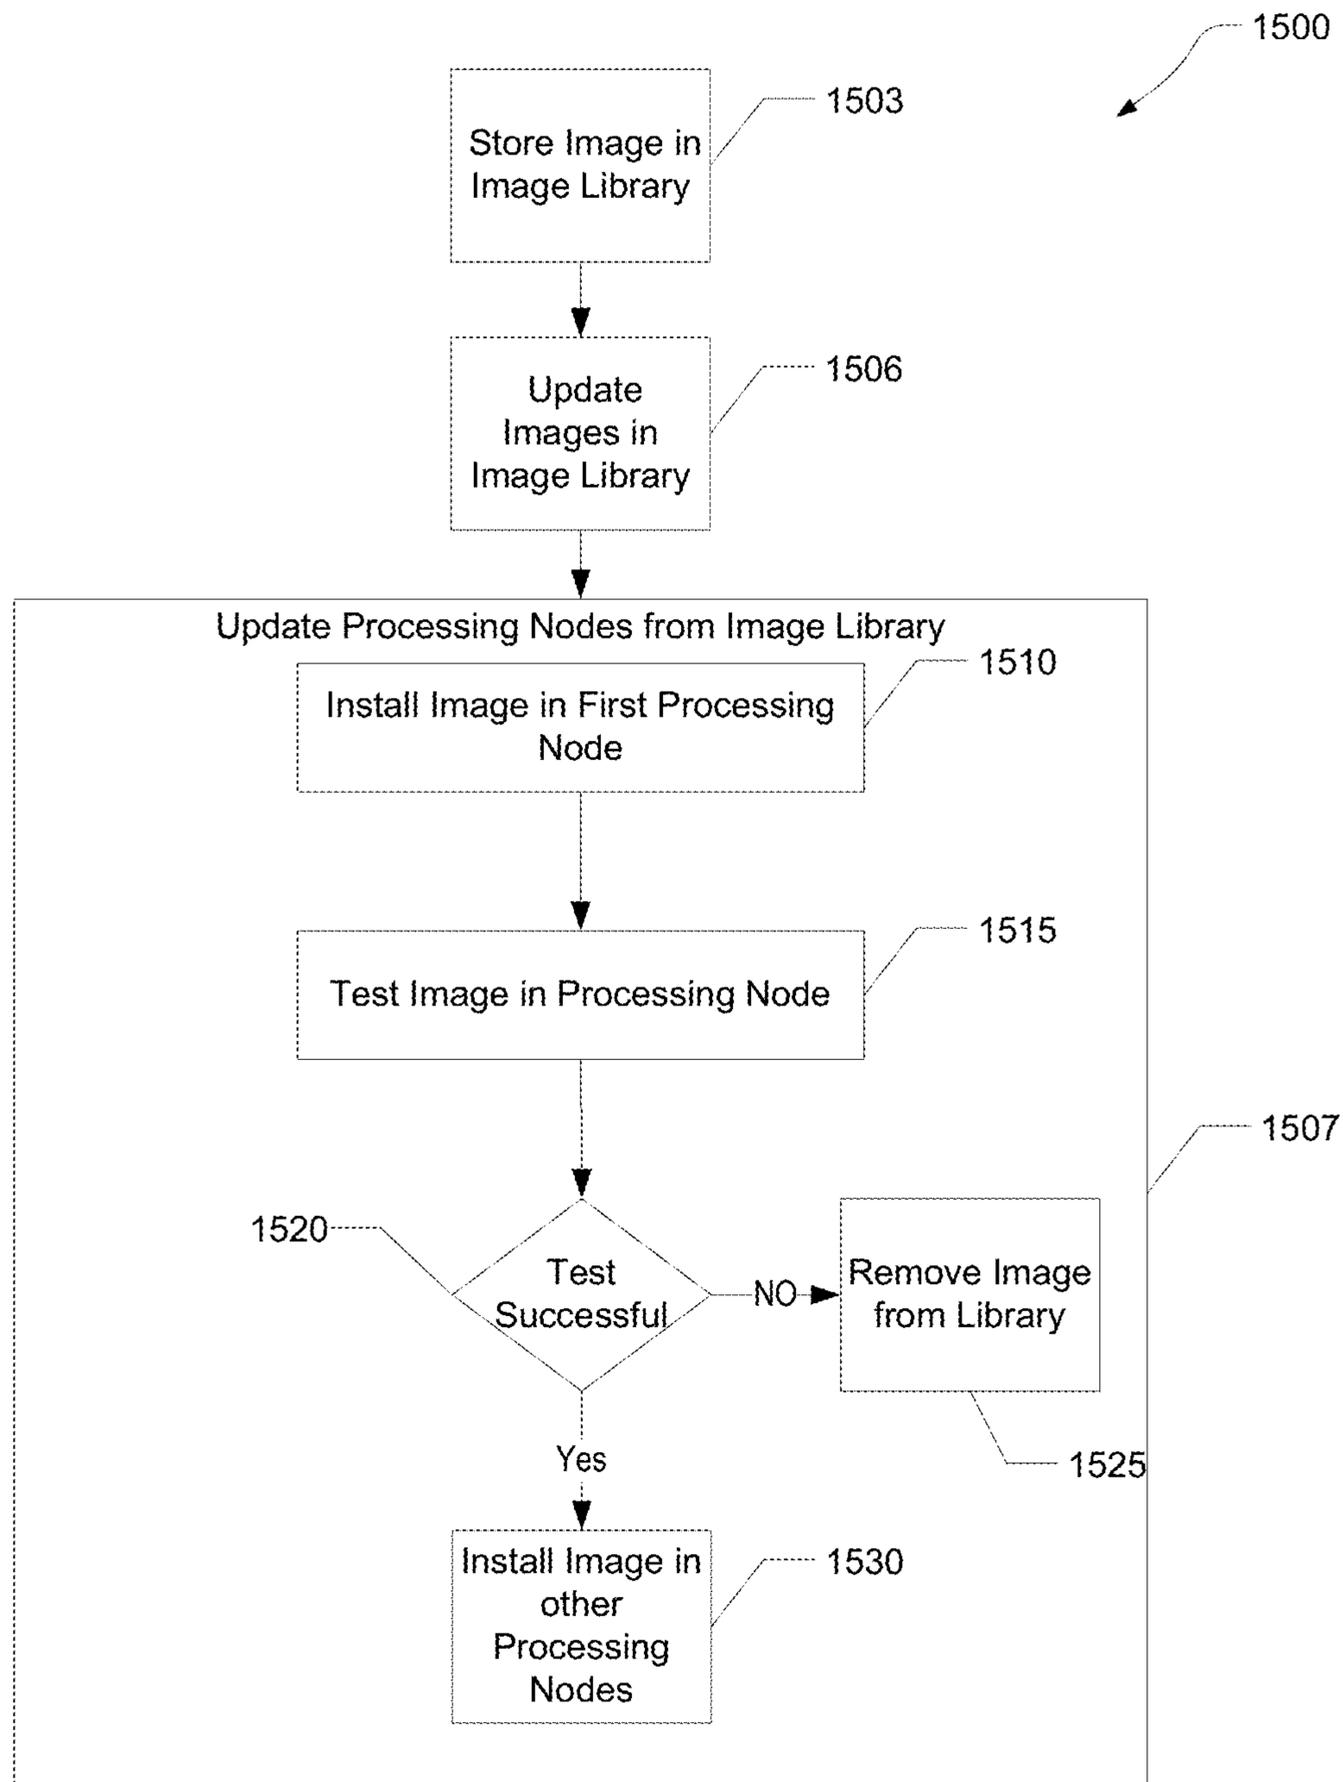 1500
1503
Store Image in
Image Library
1506
Update
Images in
Image Library
Update Processing Nodes from Image Library
1510
Install Image in First Processing
Node
1515
Test Image in Processing Node
1507
1520
Test
Successful
NO
Remove Image
from Library
1525
Yes
1530
Install Image in
other
Processing
Nodes